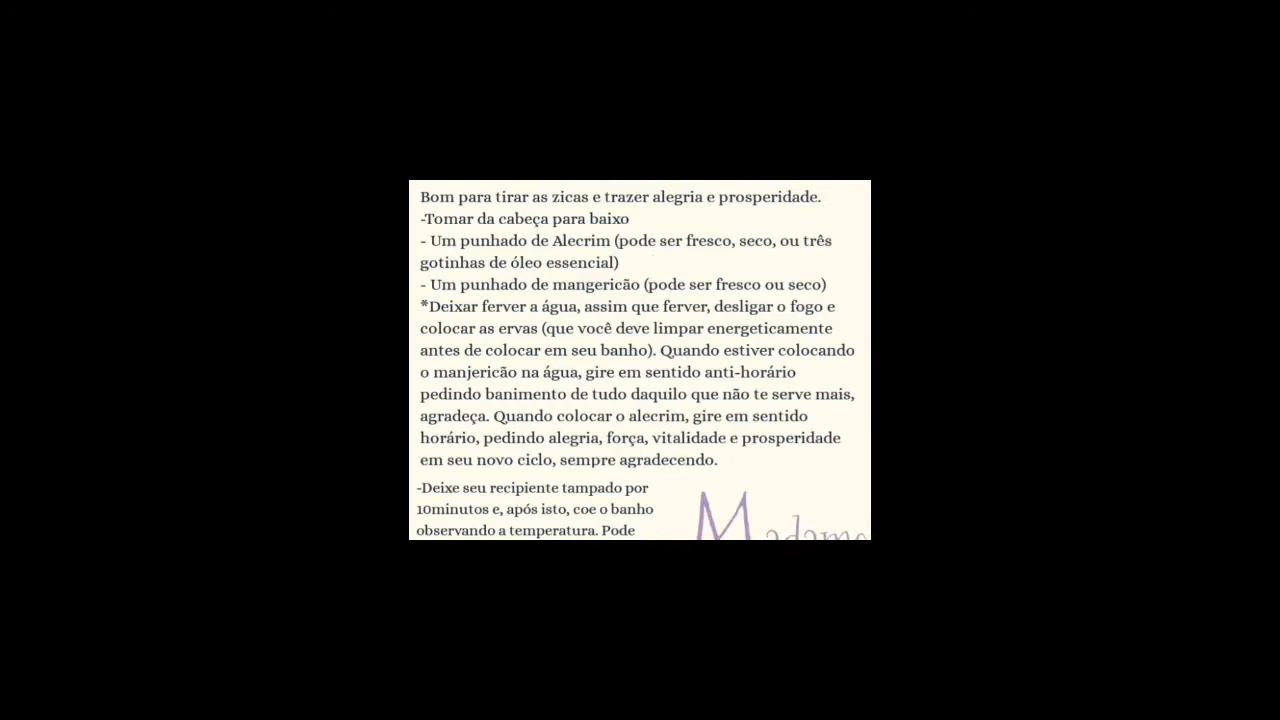 Bom para tirar as zicas e trazer alegria e prosperidade.
-Tomar da cabeça para baixo
- Um punhado de Alecrim (pode ser fresco, seco, ou três
gotinhas de óleo essencial)
- Um punhado de mangericão (pode ser fresco ou seco)
*Deixar ferver a água, assim que ferver, desligar o fogo e
colocar as ervas (que você deve limpar energeticamente
antes de colocar em seu banho). Quando estiver colocando
o manjericão na água, gire em sentido anti-horário
pedindo banimento de tudo daquilo que não te serve mais,
agradeça. Quando colocar o alecrim, gire em sentido
horário, pedindo alegria, força, vitalidade e prosperidade
em seu novo ciclo, sempre agradecendo.
-Deixe seu recipiente tampado por
10minutos e, após isto, coe o banho
observando a temperatura. Pode
Madame